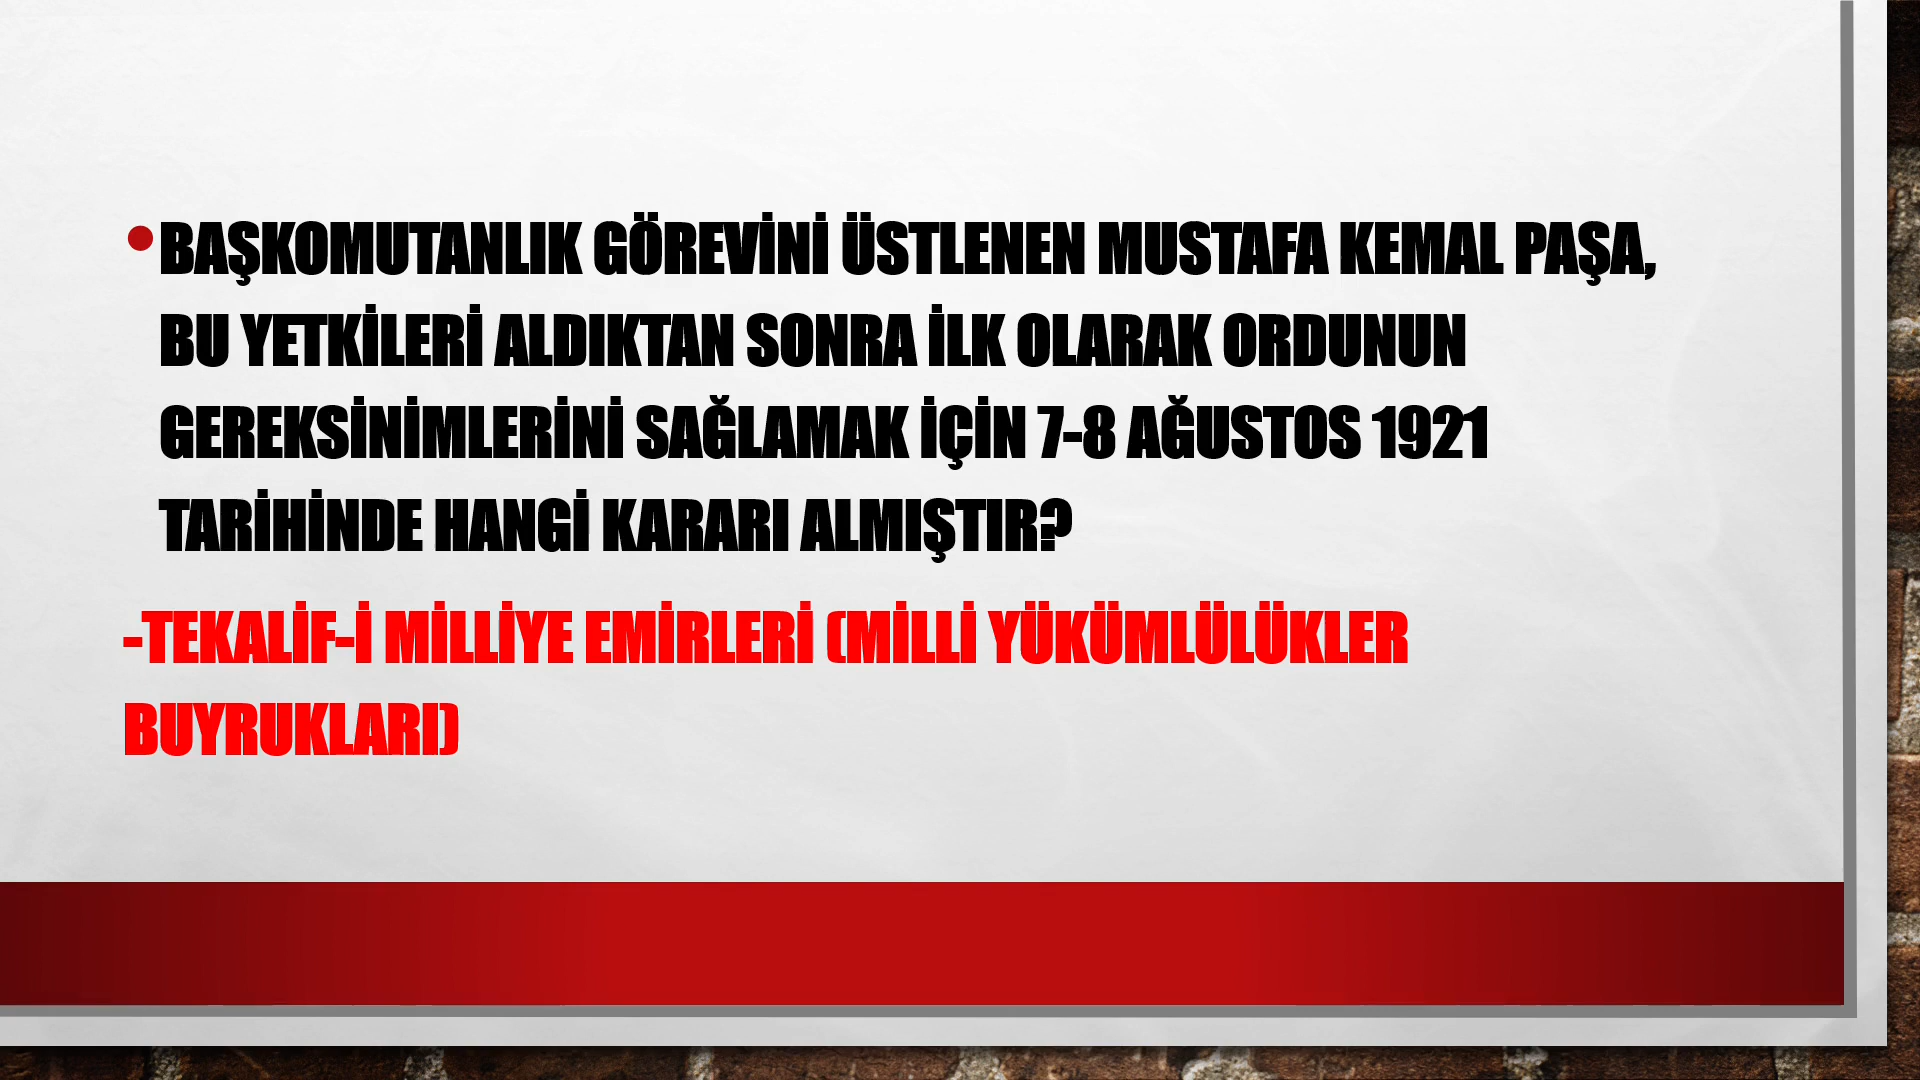 •BAŞKOMUTANLIK GÖREVİNİ ÜSTLENEN MUSTAFA KEMAL PAŞA,
BU YETKİLERİ ALDIKTAN SONRA İLK OLARAK ORDUNUN
GEREKSİNİMLERİNİ SAĞLAMAK İÇİN 7-8 AĞUSTOS 1921
TARİHİNDE HANGİ KARARI ALMIŞTIR?
-TEKALİF-İ MİLLİYE EMİRLERİ (MİLLİ YÜKÜMLÜLÜKLER
BUYRUKLARI)